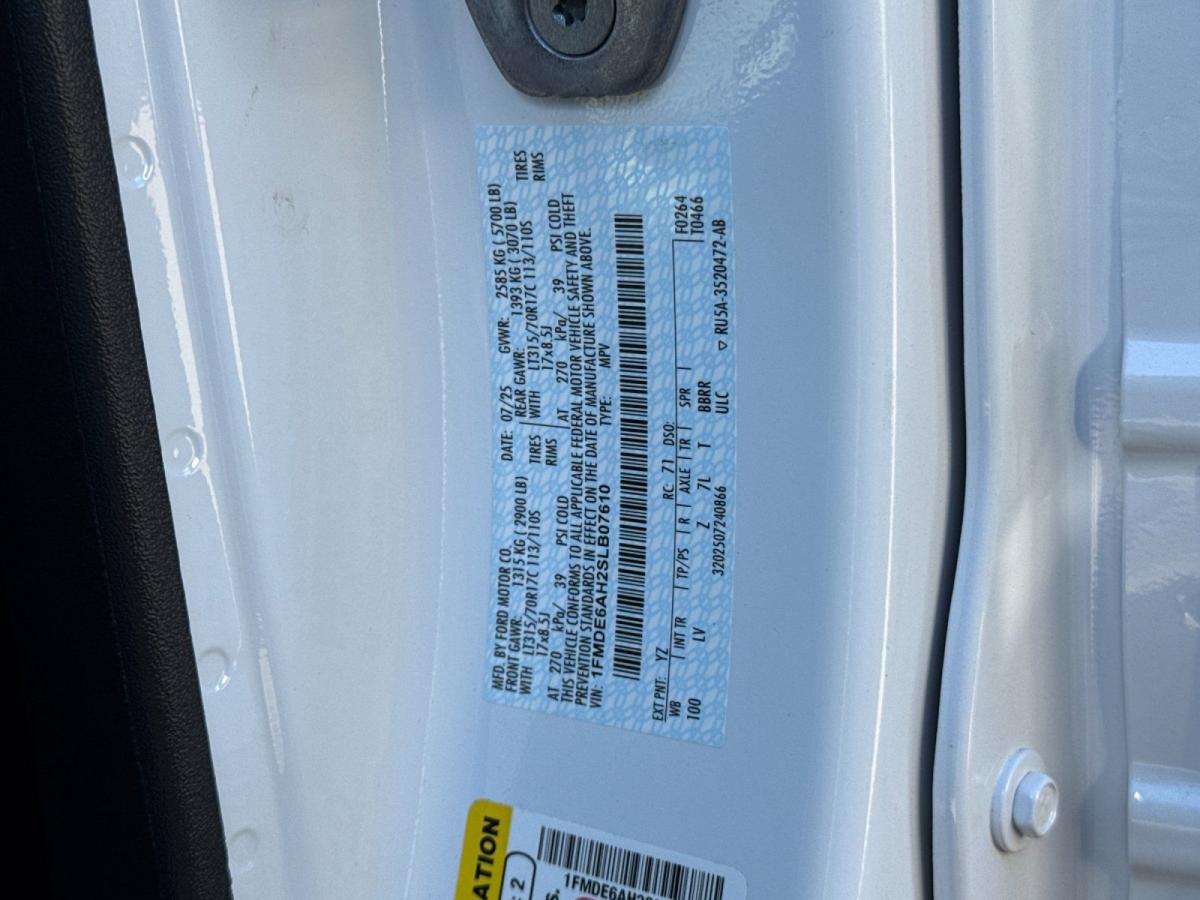 MFD. BY FORD MOTOR CO.
DATE: 07/25 GVWR: 2585 KG ( 5700 LB)
FRONT GAWR: 1315 KG ( 2900 LB) REAR GAWR: 1393 KG ( 3070 LB)
WITH LT315/70R17C 113/110S TIRES WITH LT315/70R17C 113/110S TIRES
17x8.5J RIMS 17x8.5J RIMS
AT 270 kPa/ 39 PSI COLD AT 270 kPa/ 39 PSI COLD
THIS VEHICLE CONFORMS TO ALL APPLICABLE FEDERAL MOTOR VEHICLE SAFETY AND THEFT
PREVENTION STANDARDS IN EFFECT ON THE DATE OF MANUFACTURE SHOWN ABOVE.
VIN: 1FMDE6AH2SLB07610 TYPE: MPV
EXT PNT: YZ RC: 71 DSO: F0264
WB INT TR TP/PS R AXLE TR SPR T0466
100 LV Z 7L T BBRR
3202507240866 ULC ▽ RU5A-3520472-AB
ATION